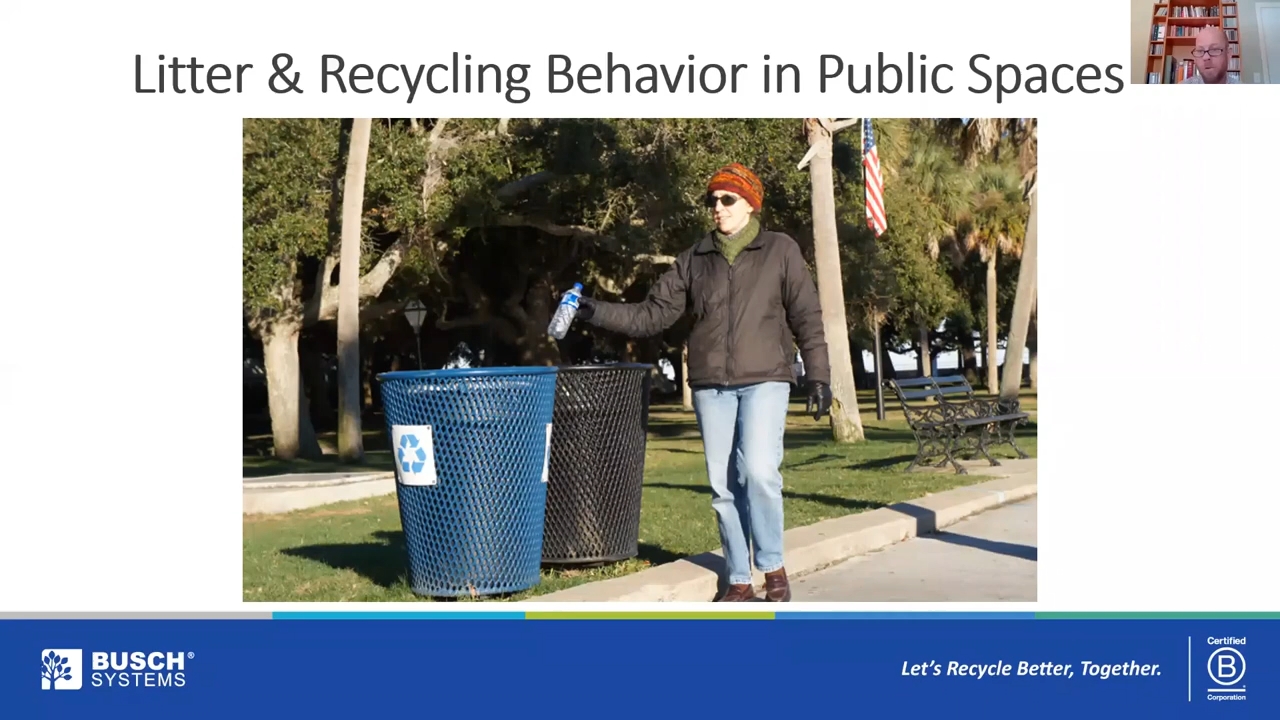 Litter & Recycling Behavior in Public Spaces
BUSCH®
SYSTEMS
Let's Recycle Better, Together.
Certified
B
Corporation